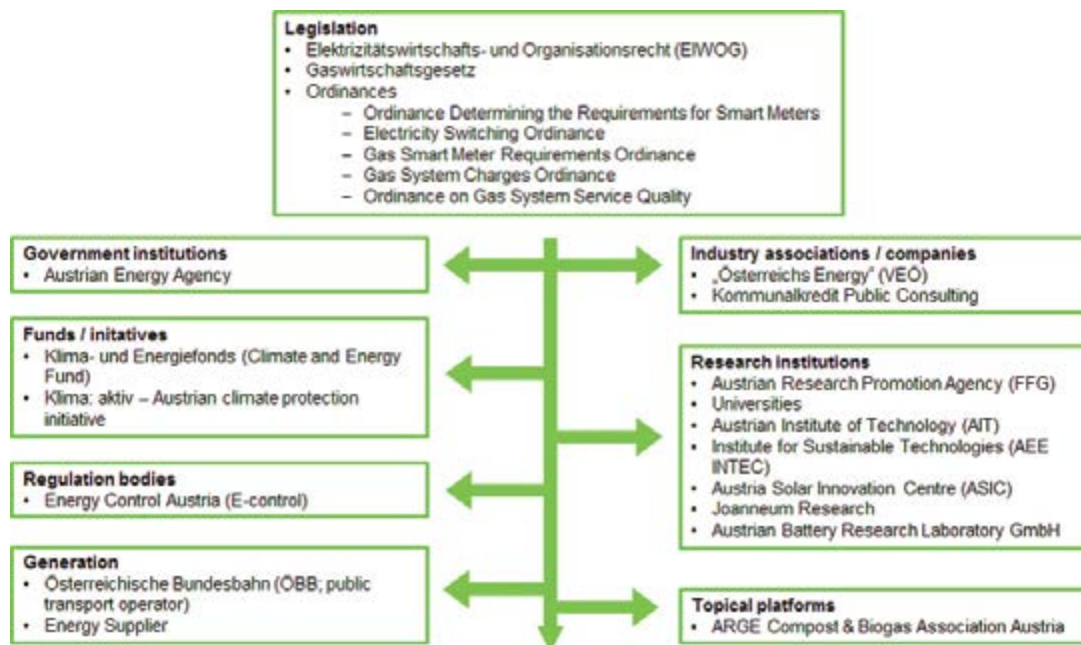 Legislation
• Elektrizitätswirtschafts- und Organisationsrecht (ElWOG)
• Gaswirtschaftsgesetz
• Ordinances
– Ordinance Determining the Requirements for Smart Meters
– Electricity Switching Ordinance
– Gas Smart Meter Requirements Ordinance
– Gas System Charges Ordinance
– Ordinance on Gas System Service Quality
Government institutions
• Austrian Energy Agency
Funds / initatives
• Klima- und Energiefonds (Climate and Energy
Fund)
• Klima: aktiv – Austrian climate protection
initiative
Regulation bodies
• Energy Control Austria (E-control)
Generation
• Österreichische Bundesbahn (ÖBB; public
transport operator)
• Energy Supplier
Industry associations / companies
• „Österreichs Energy“ (VEÖ)
• Kommunalkredit Public Consulting
Research institutions
• Austrian Research Promotion Agency (FFG)
• Universities
• Austrian Institute of Technology (AIT)
• Institute for Sustainable Technologies (AEE
INTEC)
• Austria Solar Innovation Centre (ASIC)
• Joanneum Research
• Austrian Battery Research Laboratory GmbH
Topical platforms
• ARGE Compost & Biogas Association Austria